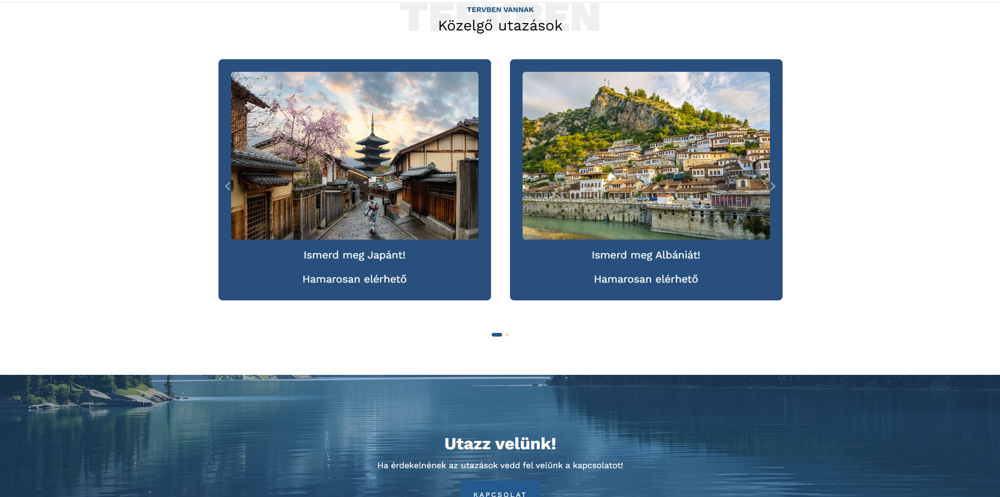 TERVBEN
TERVBEN VANNAK
Közelgő utazások
Ismerd meg Japánt!
Hamarosan elérhető
Ismerd meg Albániát!
Hamarosan elérhető
Utazz velünk!
Ha érdekelnének az utazások vedd fel velünk a kapcsolatot!
KAPCSOLAT